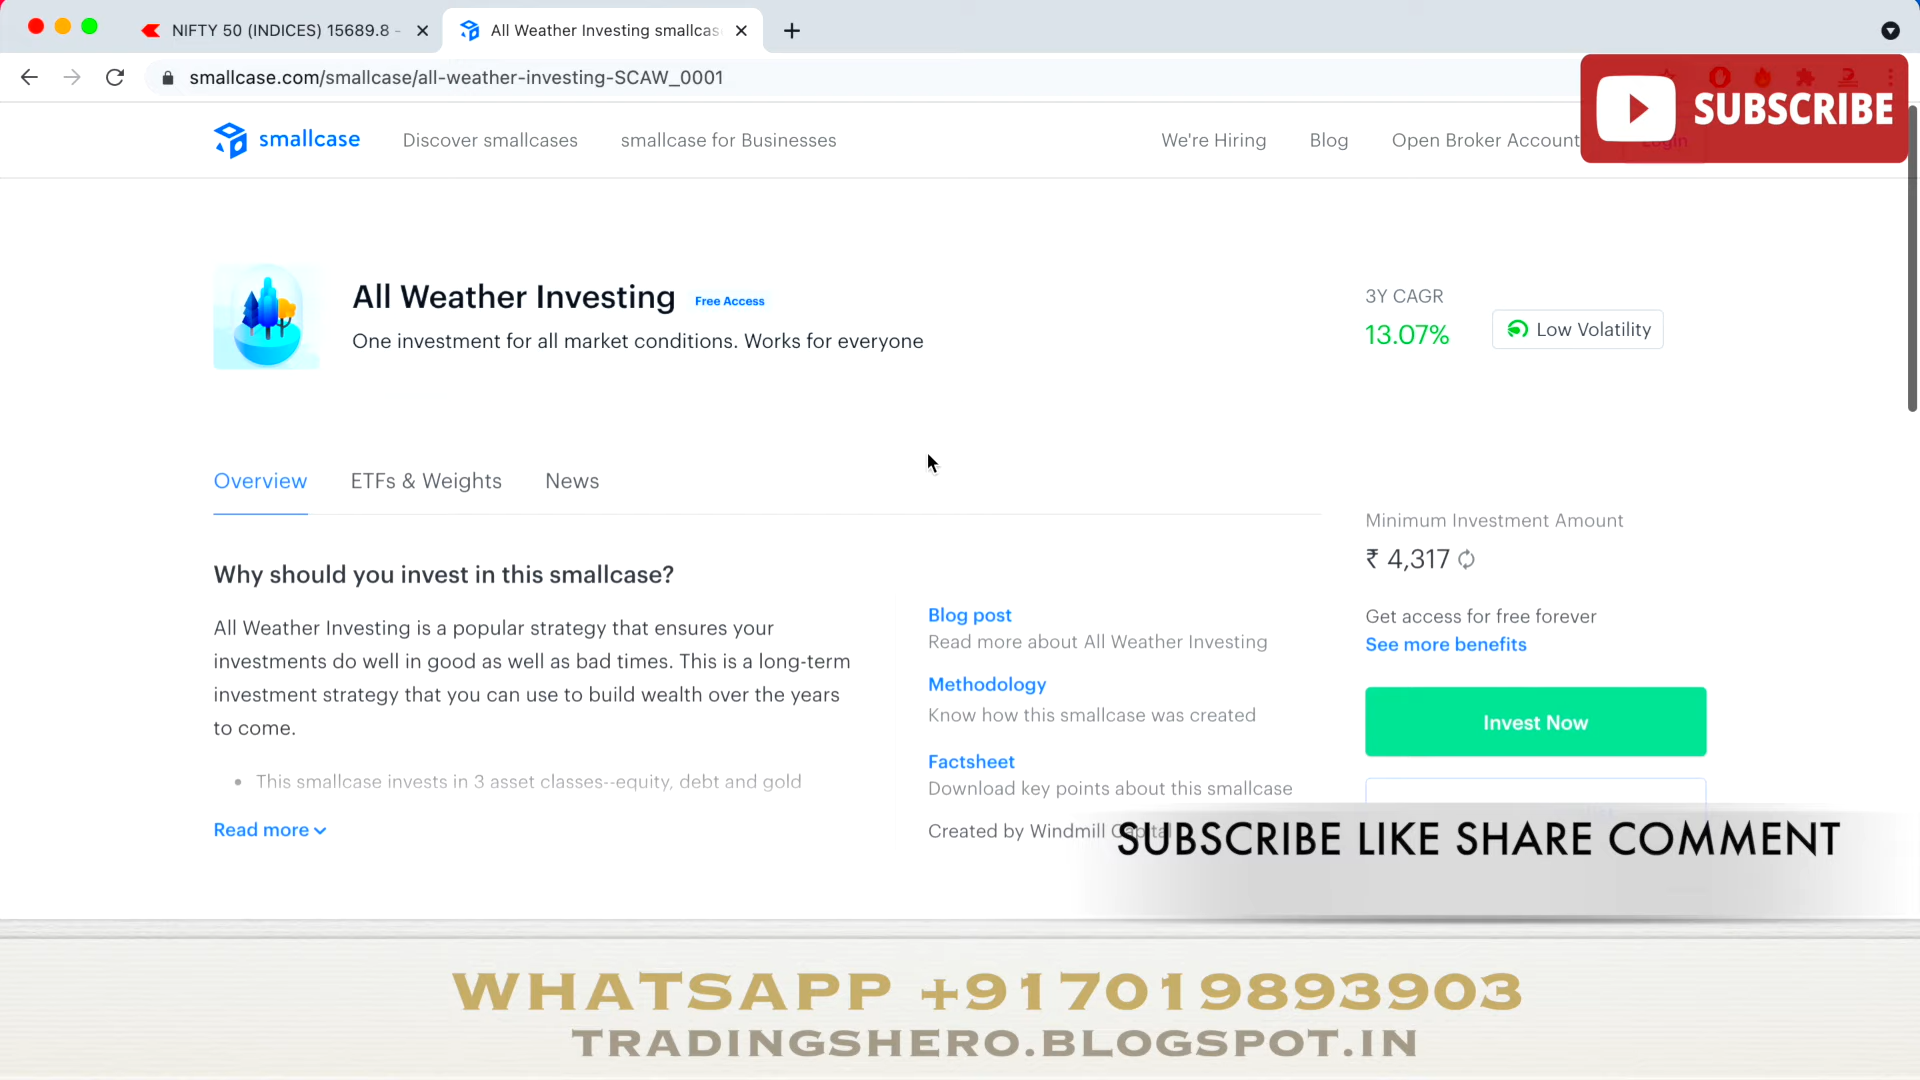 NIFTY 50 (INDICES) 15689.8 -
All Weather Investing smallcas
smallcase.com/smallcase/all-weather-investing-SCAW_0001
SUBSCRIBE
smallcase
Discover smallcases
smallcase for Businesses
We're Hiring
Blog
Open Broker Account
Login
All Weather Investing
Free Access
One investment for all market conditions. Works for everyone
3Y CAGR
13.07%
Low Volatility
Overview
ETFs & Weights
News
Minimum Investment Amount
₹ 4,317
Why should you invest in this smallcase?
All Weather Investing is a popular strategy that ensures your
investments do well in good as well as bad times. This is a long-term
investment strategy that you can use to build wealth over the years
to come.
• This smallcase invests in 3 asset classes--equity, debt and gold
Read more
Blog post
Read more about All Weather Investing
Methodology
Know how this smallcase was created
Factsheet
Download key points about this smallcase
Created by Windmill Capital
Get access for free forever
See more benefits
Invest Now
SUBSCRIBE LIKE SHARE COMMENT
WHATSAPP +917019893903
TRADINGSHERO.BLOGSPOT.IN